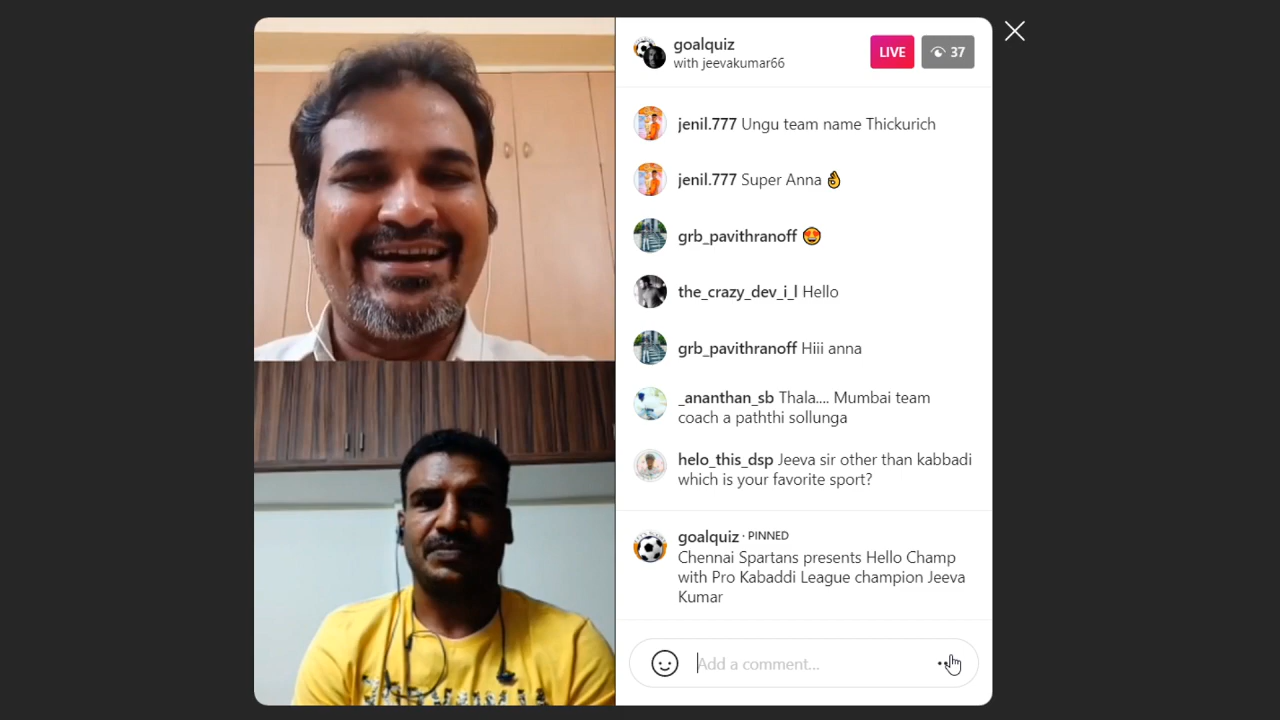 goalquiz
with jeevakumar66
LIVE
37
jenil.777 Ungu team name Thickurich
jenil.777 Super Anna 👌
grb_pavithranoff 😍
the_crazy_dev_i_l Hello
grb_pavithranoff Hiii anna
_ananthan_sb Thala.... Mumbai team
coach a paththi sollunga
helo_this_dsp Jeeva sir other than kabbadi
which is your favorite sport?
goalquiz · PINNED
Chennai Spartans presents Hello Champ
with Pro Kabaddi League champion Jeeva
Kumar
Add a comment...